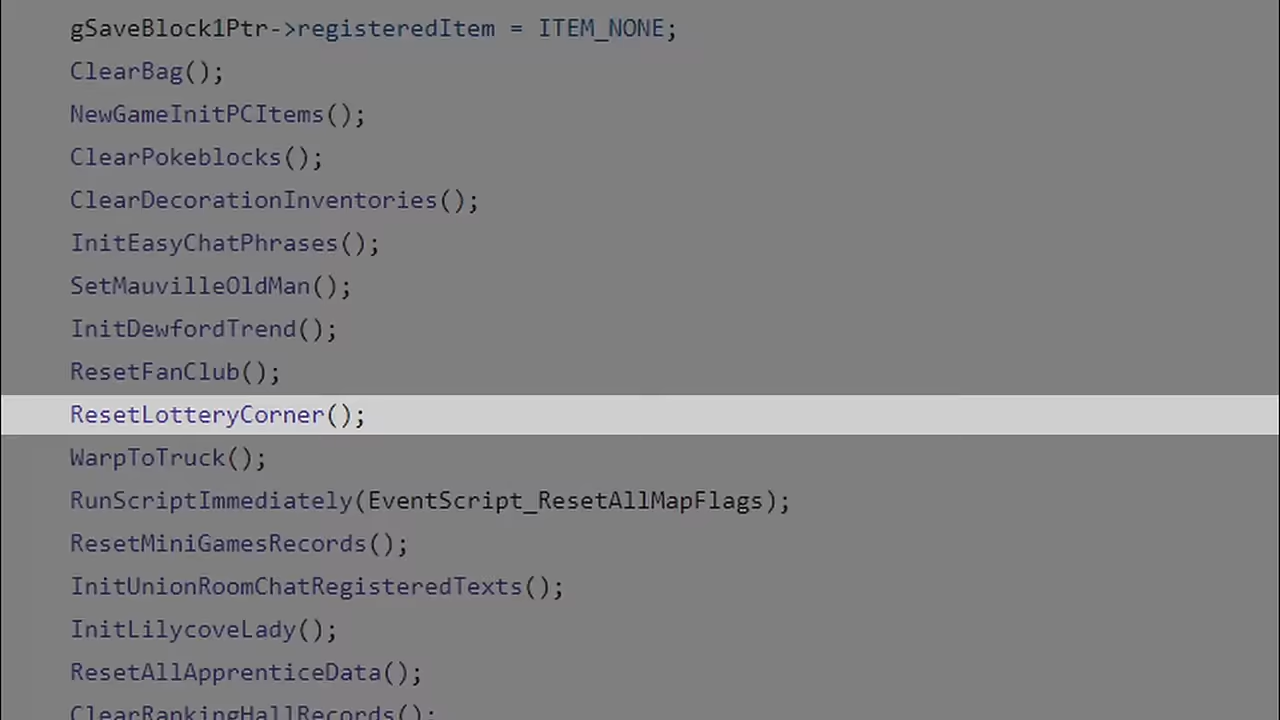 gSaveBlock1Ptr->registeredItem = ITEM_NONE;
ClearBag();
NewGameInitPCItems();
ClearPokeblocks();
ClearDecorationInventories();
InitEasyChatPhrases();
SetMauvilleOldMan();
InitDewfordTrend();
ResetFanClub();
ResetLotteryCorner();
WarpToTruck();
RunScriptImmediately(EventScript_ResetAllMapFlags);
ResetMiniGamesRecords();
InitUnionRoomChatRegisteredTexts();
InitLilycoveLady();
ResetAllApprenticeData();
ClearRankingHallRecords();